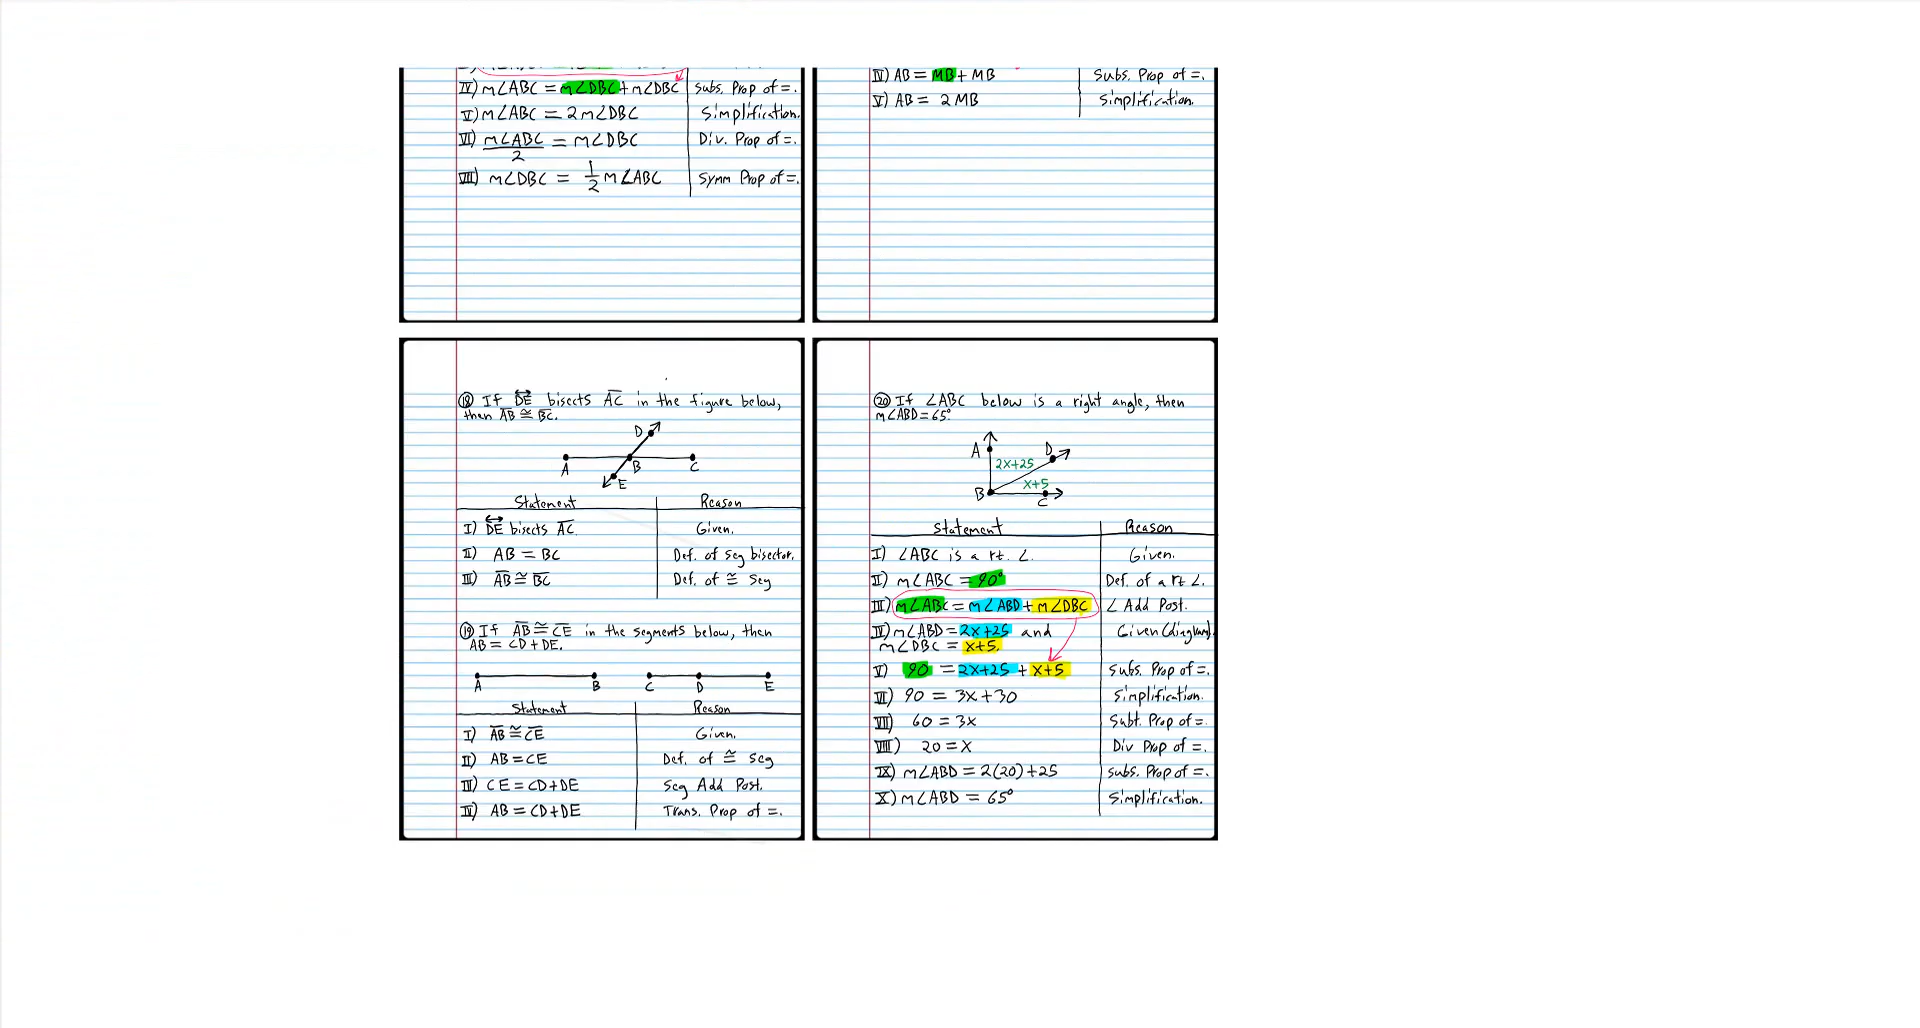 IV) m∠ABC = m∠DBC + m∠DBC Subs. Prop of =.
V) m∠ABC = 2m∠DBC Simplification.
VI) m∠ABC/2 = m∠DBC Div. Prop of =.
VII) m∠DBC = 1/2 m∠ABC Symm Prop of =.
IV) AB = MB + MB Subs. Prop of =.
V) AB = 2MB Simplification.
⑱ If DE bisects AC in the figure below,
then AB ≅ BC.
D
A B C
E
Statement Reason
I) DE bisects AC Given.
II) AB = BC Def. of seg bisector.
III) AB ≅ BC Def. of ≅ seg
⑲ If AB ≅ CE in the segments below, then
AB = CD + DE.
A B C D E
Statement Reason
I) AB ≅ CE Given.
II) AB = CE Def. of ≅ seg
III) CE = CD + DE Seg Add Post.
IV) AB = CD + DE Trans. Prop of =.
⑳ If ∠ABC below is a right angle, then
m∠ABD = 65°.
A D
2x+25
x+5
B C
Statement Reason
I) ∠ABC is a rt. ∠. Given.
II) m∠ABC = 90° Def. of a rt ∠.
III) m∠ABC = m∠ABD + m∠DBC ∠ Add Post.
IV) m∠ABD = 2x+25 and Given (diagram)
m∠DBC = x+5.
V) 90 = 2x+25 + x+5 Subs. Prop of =.
VI) 90 = 3x+30 Simplification.
VII) 60 = 3x Subt. Prop of =.
VIII) 20 = x Div Prop of =.
IX) m∠ABD = 2(20)+25 Subs. Prop of =.
X) m∠ABD = 65° Simplification.